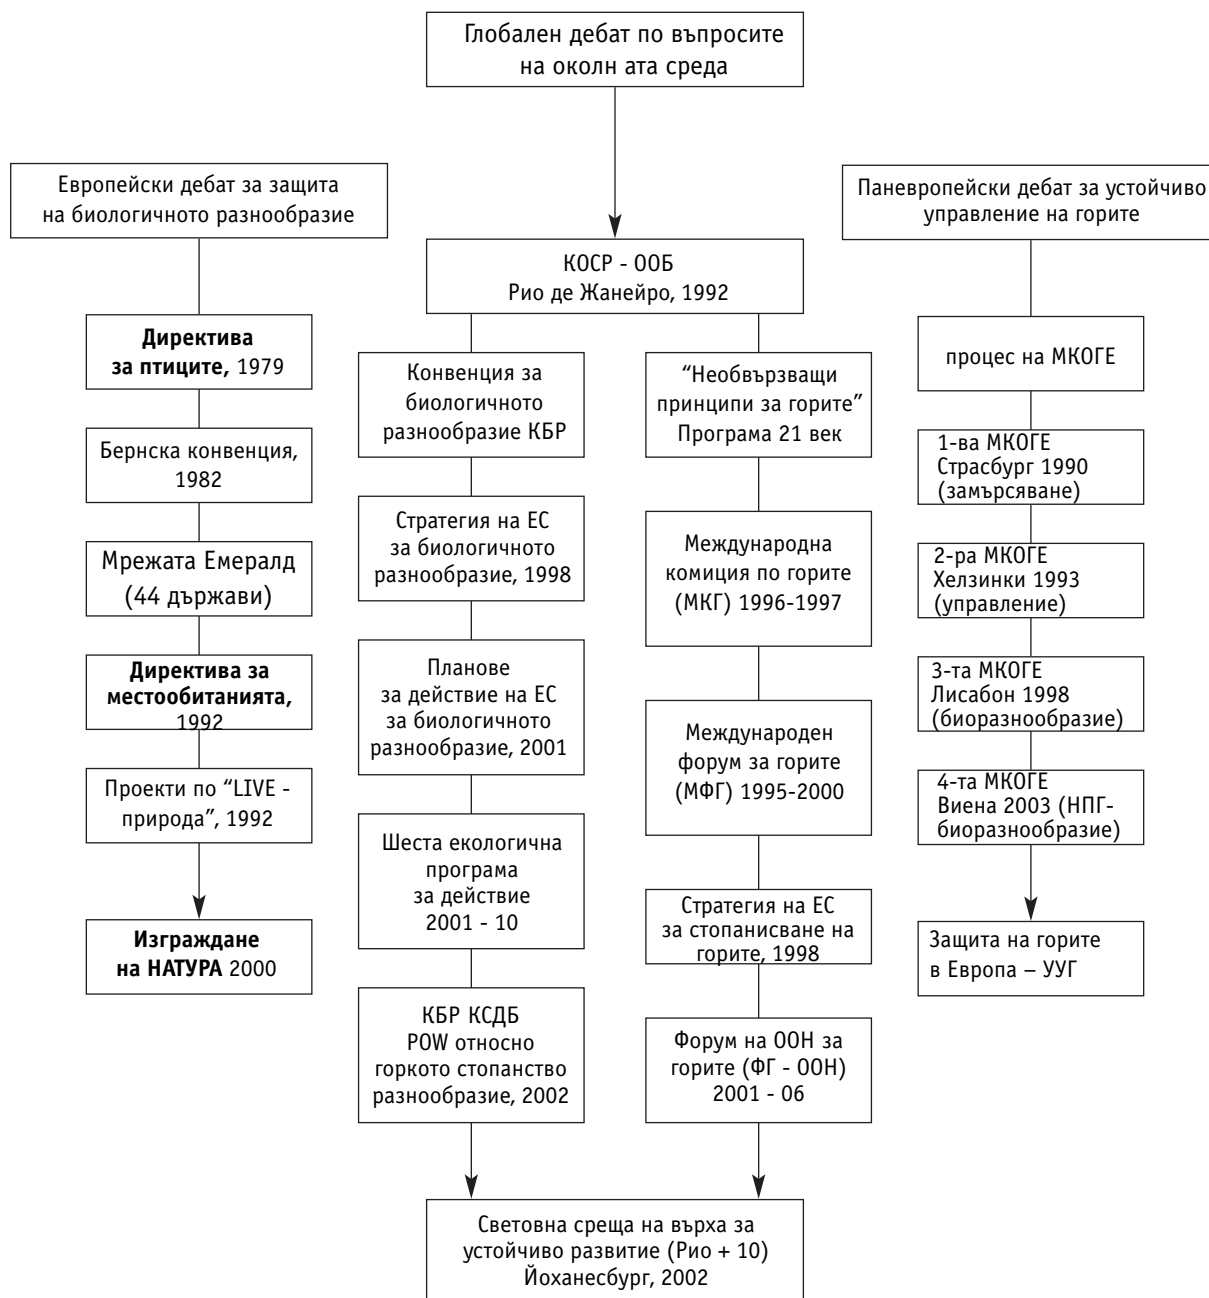 Глобален дебат по въпросите
на околн ата среда
Европейски дебат за защита
на биологичното разнообразие
Паневропейски дебат за устойчиво
управление на горите
КОСР - ООБ
Рио де Жанейро, 1992
Директива
за птиците, 1979
Бернска конвенция,
1982
Мрежата Емералд
(44 държави)
Директива за
местообитанията,
1992
Проекти по “LIVE -
природа”, 1992
Изграждане
на НАТУРА 2000
Конвенция за
биологичното
разнообразие КБР
Стратегия на ЕС
за биологичното
разнообразие, 1998
Планове
за действие на ЕС
за биологичното
разнообразие, 2001
Шеста екологична
програма
за действие
2001 - 10
КБР КСДБ
POW относно
горкото стопанство
разнообразие, 2002
“Необвързващи
принципи за горите”
Програма 21 век
Международна
комиция по горите
(МКГ) 1996-1997
Международен
форум за горите
(МФГ) 1995-2000
Стратегия на ЕС
за стопанисване на
горите, 1998
Форум на ООН за
горите (ФГ - ООН)
2001 - 06
процес на МКОГЕ
1-ва МКОГЕ
Страсбург 1990
(замърсяване)
2-ра МКОГЕ
Хелзинки 1993
(управление)
3-та МКОГЕ
Лисабон 1998
(биоразнообразие)
4-та МКОГЕ
Виена 2003 (НПГ-
биоразнообразие)
Защита на горите
в Европа – УУГ
Световна среща на върха за
устойчиво развитие (Рио + 10)
Йоханесбург, 2002